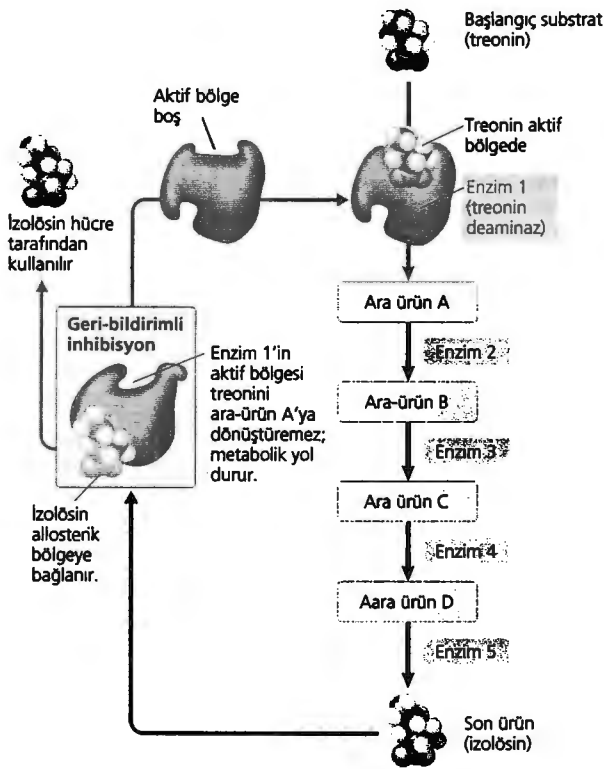 Başlangıç substrat
(treonin)
Aktif bölge
boş
Treonin aktif
bölgede
Enzim 1
(treonin
deaminaz)
İzolösin hücre
tarafından
kullanılır
Geri-bildirimli
inhibisyon
Enzim 1'in
aktif bölgesi
treonini
ara-ürün A'ya
dönüştüremez;
metabolik yol
durur.
İzolösin
allosterik
bölgeye
bağlanır.
Ara ürün A
Enzim 2
Ara-ürün B
Enzim 3
Ara ürün C
Enzim 4
Aara ürün D
Enzim 5
Son ürün
(izolösin)